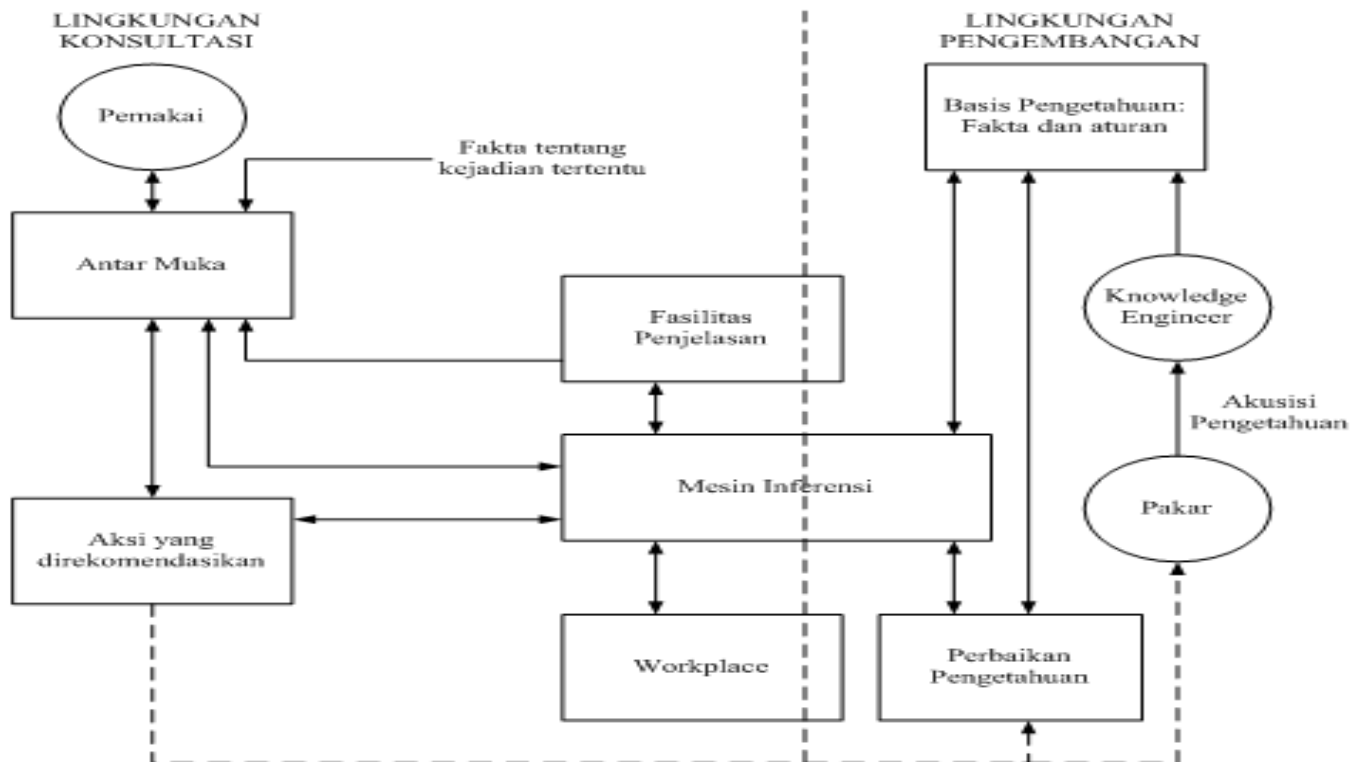 LINGKUNGAN
KONSULTASI
LINGKUNGAN
PENGEMBANGAN
Pemakai
Basis Pengetahuan:
Fakta dan aturan
Fakta tentang
kejadian tertentu
Antar Muka
Fasilitas
Penjelasan
Knowledge
Engineer
Akusisi
Pengetahuan
Mesin Inferensi
Pakar
Aksi yang
direkomendasikan
Workplace
Perbaikan
Pengetahuan